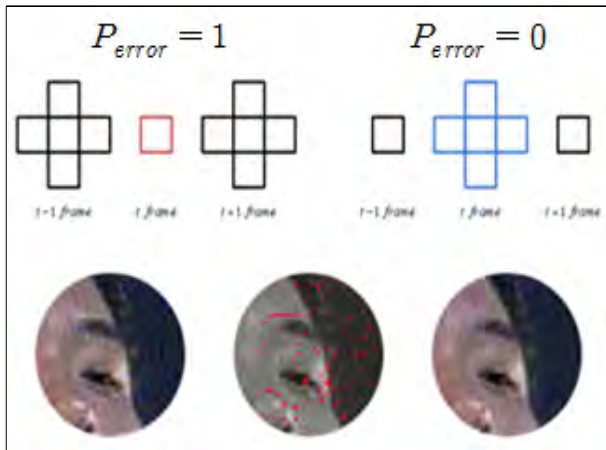 P_error = 1
P_error = 0
t-1 frame
t frame
t+1 frame
t-1 frame
t frame
t+1 frame